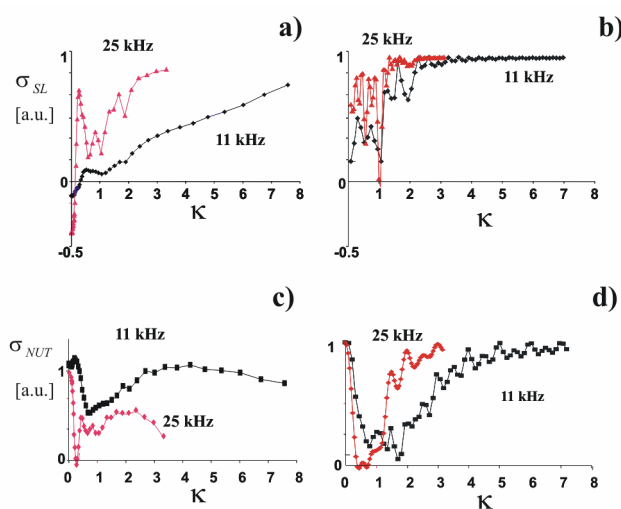 a)
25 kHz
1
σSL
[a.u.]
11 kHz
0
0 1 2 3 4 5 6 7 8
κ
-0.5
b)
25 kHz
1
11 kHz
0
0 1 2 3 4 5 6 7 8
κ
-0.5
c)
11 kHz
σNUT
1
[a.u.]
25 kHz
0
0 1 2 3 4 5 6 7 8
κ
d)
25 kHz
1
11 kHz
0
0 1 2 3 4 5 6 7 8
κ